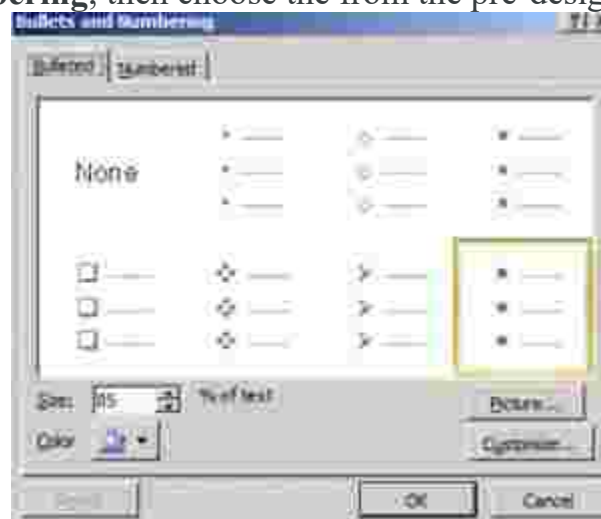 bering, then choose the from the pre-desig
Bullets and Numbering
Bulleted Numbered
None
Size: % of text
Color
Picture...
Customize...
OK Cancel